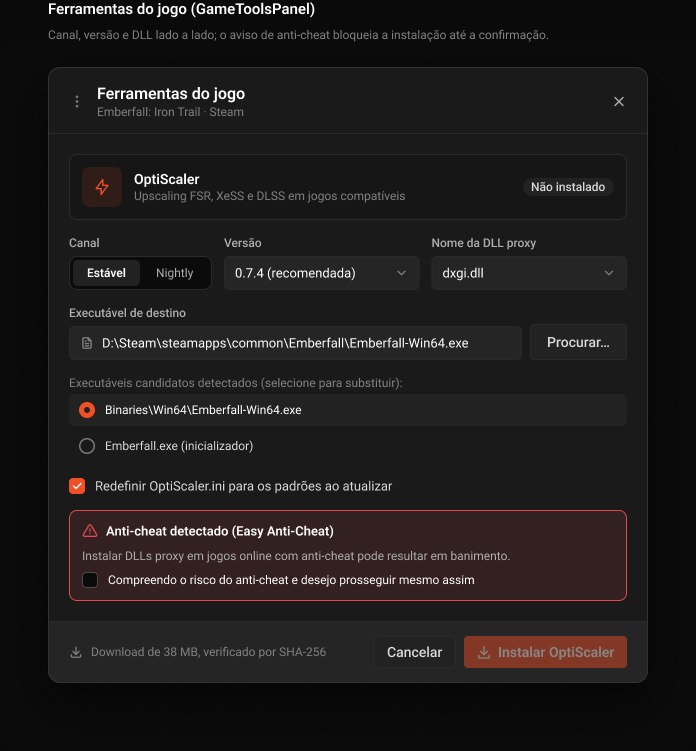 Ferramentas do jogo (GameToolsPanel)
Canal, versão e DLL lado a lado; o aviso de anti-cheat bloqueia a instalação até a confirmação.
Ferramentas do jogo
Emberfall: Iron Trail · Steam
OptiScaler
Upscaling FSR, XeSS e DLSS em jogos compatíveis
Não instalado
Canal
Versão
Nome da DLL proxy
Estável
Nightly
0.7.4 (recomendada)
dxgi.dll
Executável de destino
D:\Steam\steamapps\common\Emberfall\Emberfall-Win64.exe
Procurar...
Executáveis candidatos detectados (selecione para substituir):
Binaries\Win64\Emberfall-Win64.exe
Emberfall.exe (inicializador)
Redefinir OptiScaler.ini para os padrões ao atualizar
Anti-cheat detectado (Easy Anti-Cheat)
Instalar DLLs proxy em jogos online com anti-cheat pode resultar em banimento.
Compreendo o risco do anti-cheat e desejo prosseguir mesmo assim
Download de 38 MB, verificado por SHA-256
Cancelar
Instalar OptiScaler